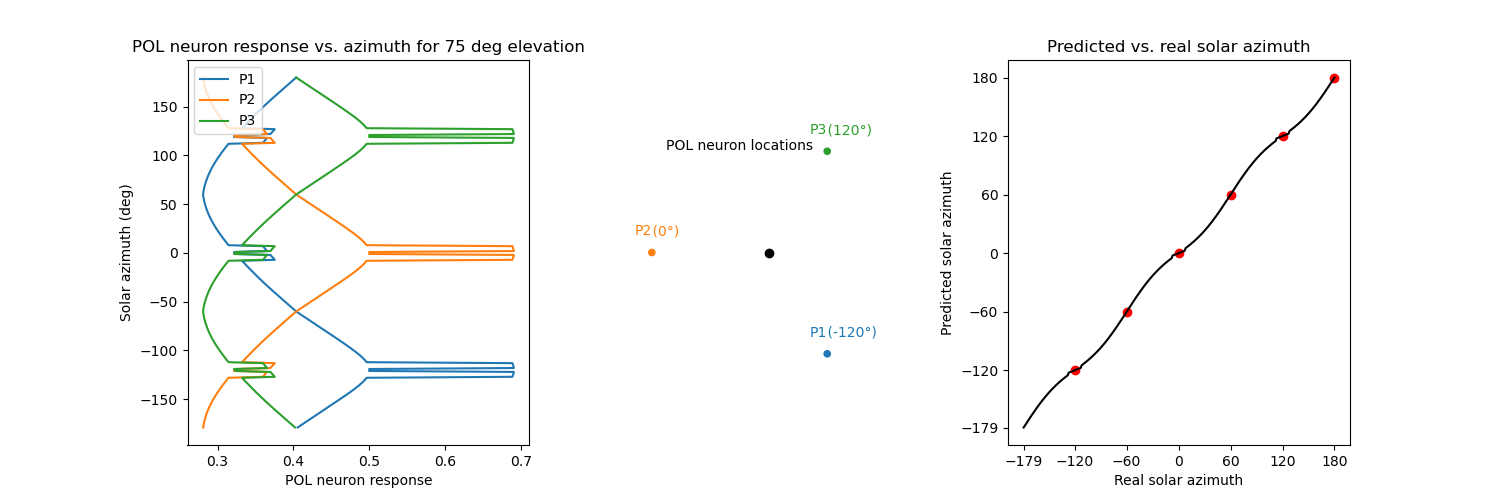 POL neuron response vs. azimuth for 75 deg elevation
P1
P2
P3
150
100
50
0
−50
−100
−150
Solar azimuth (deg)
0.3 0.4 0.5 0.6 0.7
POL neuron response
P3(120°)
POL neuron locations
P2(0°)
P1(-120°)
Predicted vs. real solar azimuth
180
120
60
0
−60
−120
−179
Predicted solar azimuth
−179 −120 −60 0 60 120 180
Real solar azimuth